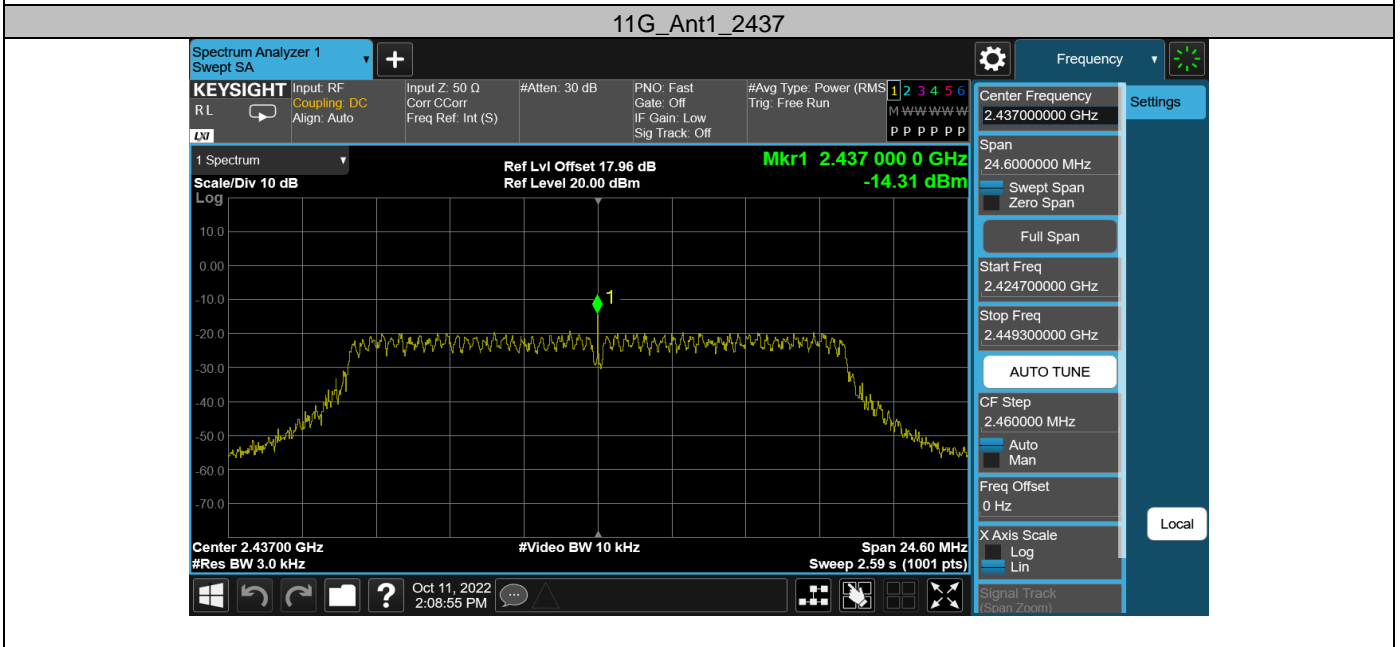 11G_Ant1_2437
Spectrum Analyzer 1
Swept SA
Frequency
KEYSIGHT
RL
LXI
Input: RF
Coupling: DC
Align: Auto
Input Z: 50 Ω
Corr CCorr
Freq Ref: Int (S)
#Atten: 30 dB
PNO: Fast
Gate: Off
IF Gain: Low
Sig Track: Off
#Avg Type: Power (RMS
Trig: Free Run
1 2 3 4 5 6
M W W W W W
P P P P P P
1 Spectrum
Scale/Div 10 dB
Ref Lvl Offset 17.96 dB
Ref Level 20.00 dBm
Mkr1 2.437 000 0 GHz
-14.31 dBm
Log
10.0
0.00
-10.0
-20.0
-30.0
-40.0
-50.0
-60.0
-70.0
1
Center 2.43700 GHz
#Res BW 3.0 kHz
#Video BW 10 kHz
Span 24.60 MHz
Sweep 2.59 s (1001 pts)
Center Frequency
2.437000000 GHz
Span
24.6000000 MHz
Swept Span
Zero Span
Full Span
Start Freq
2.424700000 GHz
Stop Freq
2.449300000 GHz
AUTO TUNE
CF Step
2.460000 MHz
Auto
Man
Freq Offset
0 Hz
X Axis Scale
Log
Lin
Signal Track
(Span Zoom)
Settings
Local
?
Oct 11, 2022
2:08:55 PM